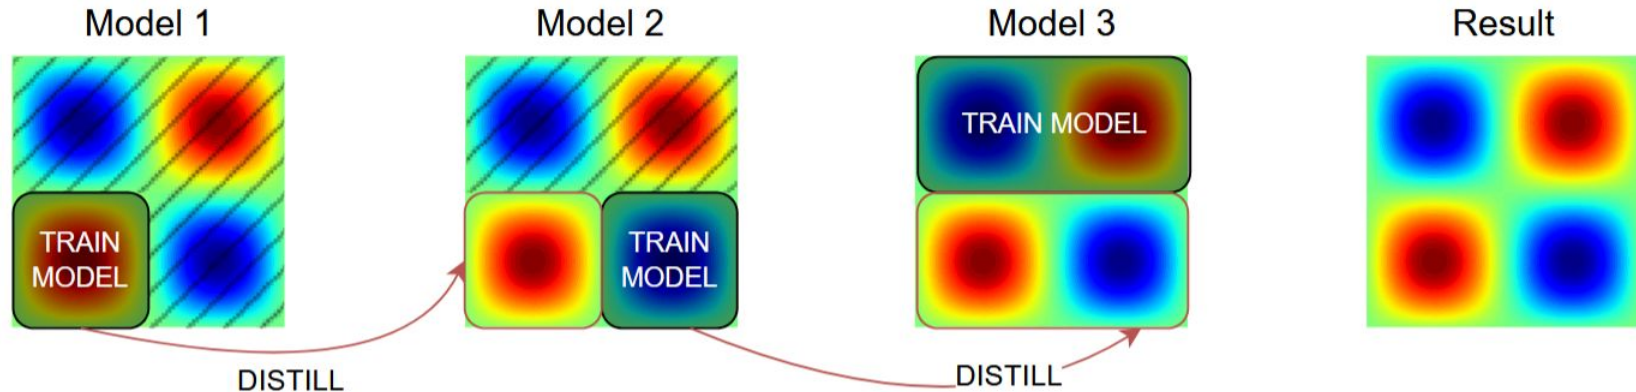 Model 1
Model 2
Model 3
Result
TRAIN
MODEL
TRAIN
MODEL
TRAIN MODEL
DISTILL
DISTILL